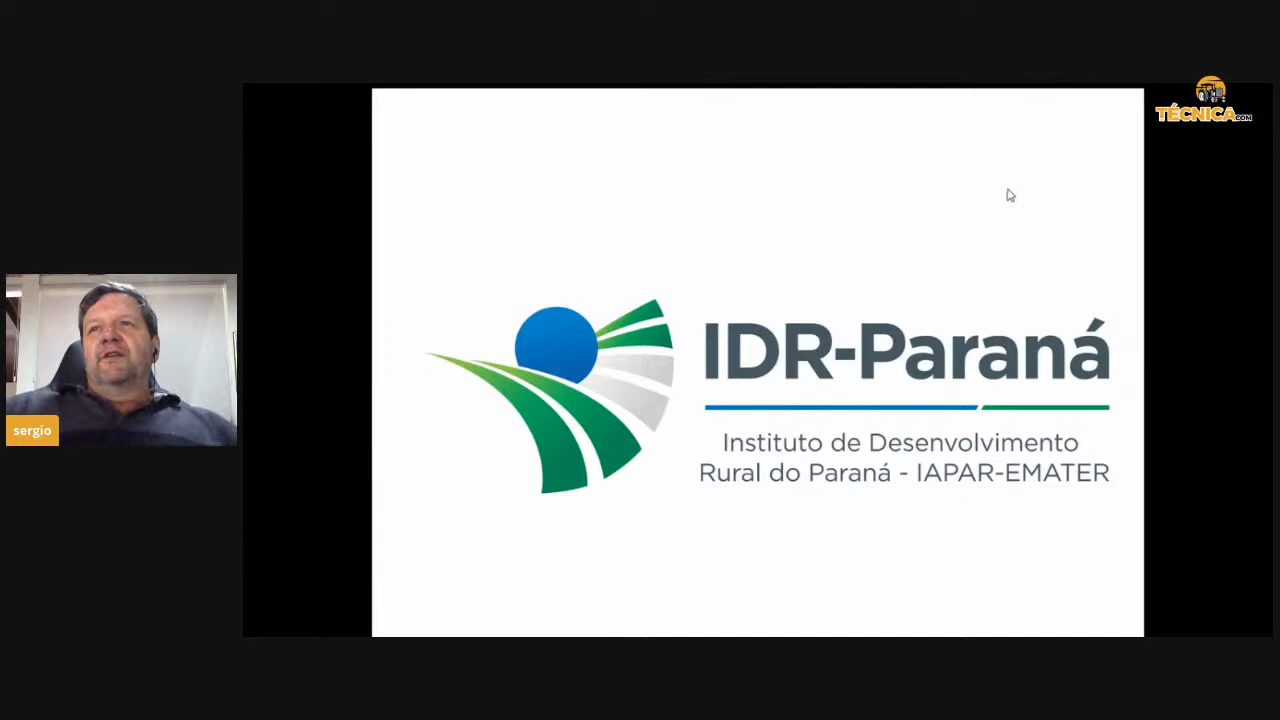 TÉCNICA.COM
sergio
IDR-Paraná
Instituto de Desenvolvimento
Rural do Paraná - IAPAR-EMATER